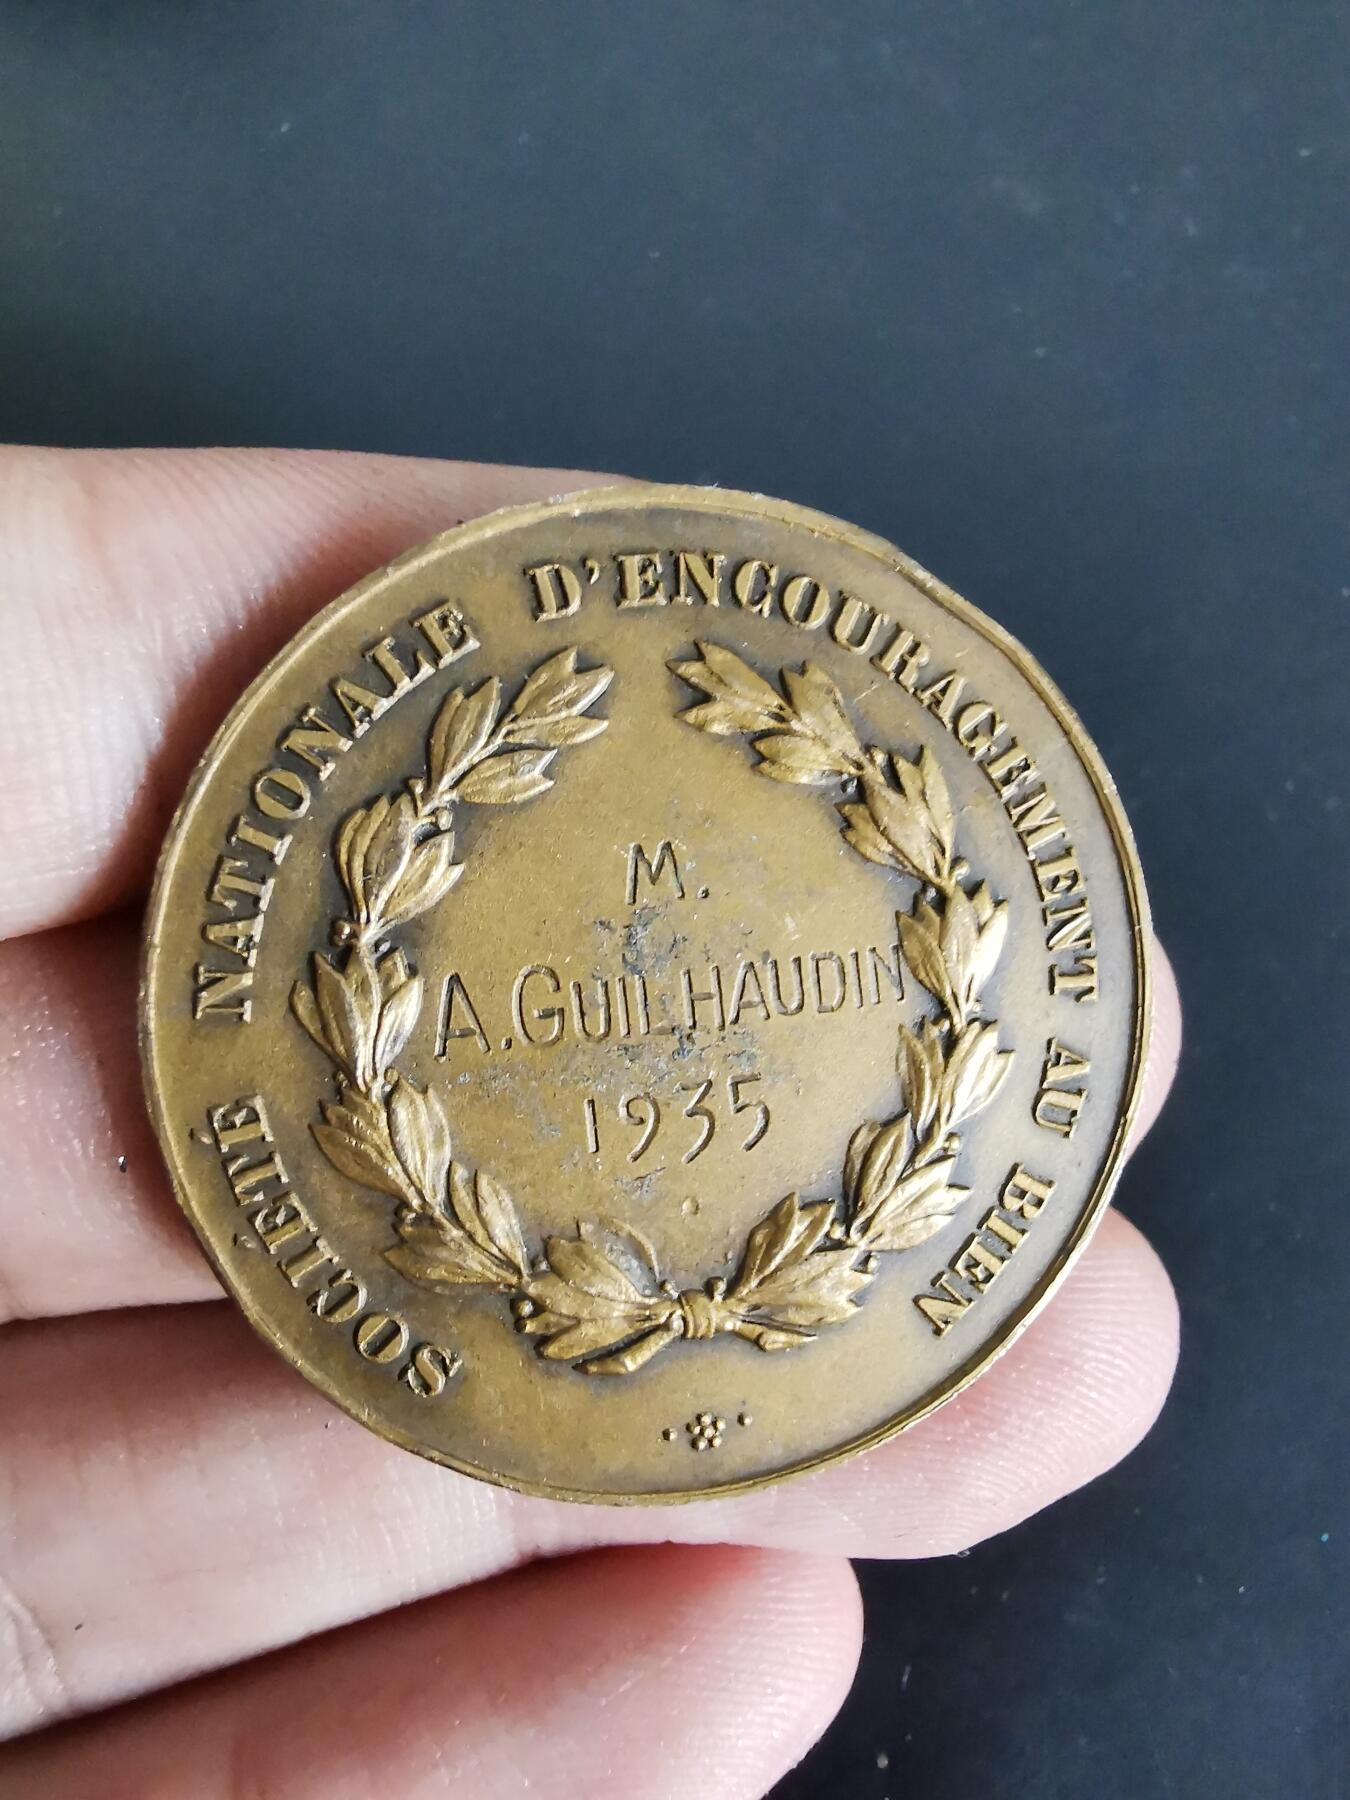 SOCIÉTÉ NATIONALE D'ENCOURAGEMENT AU BIEN
M.
A. GUILHAUDIN
1935